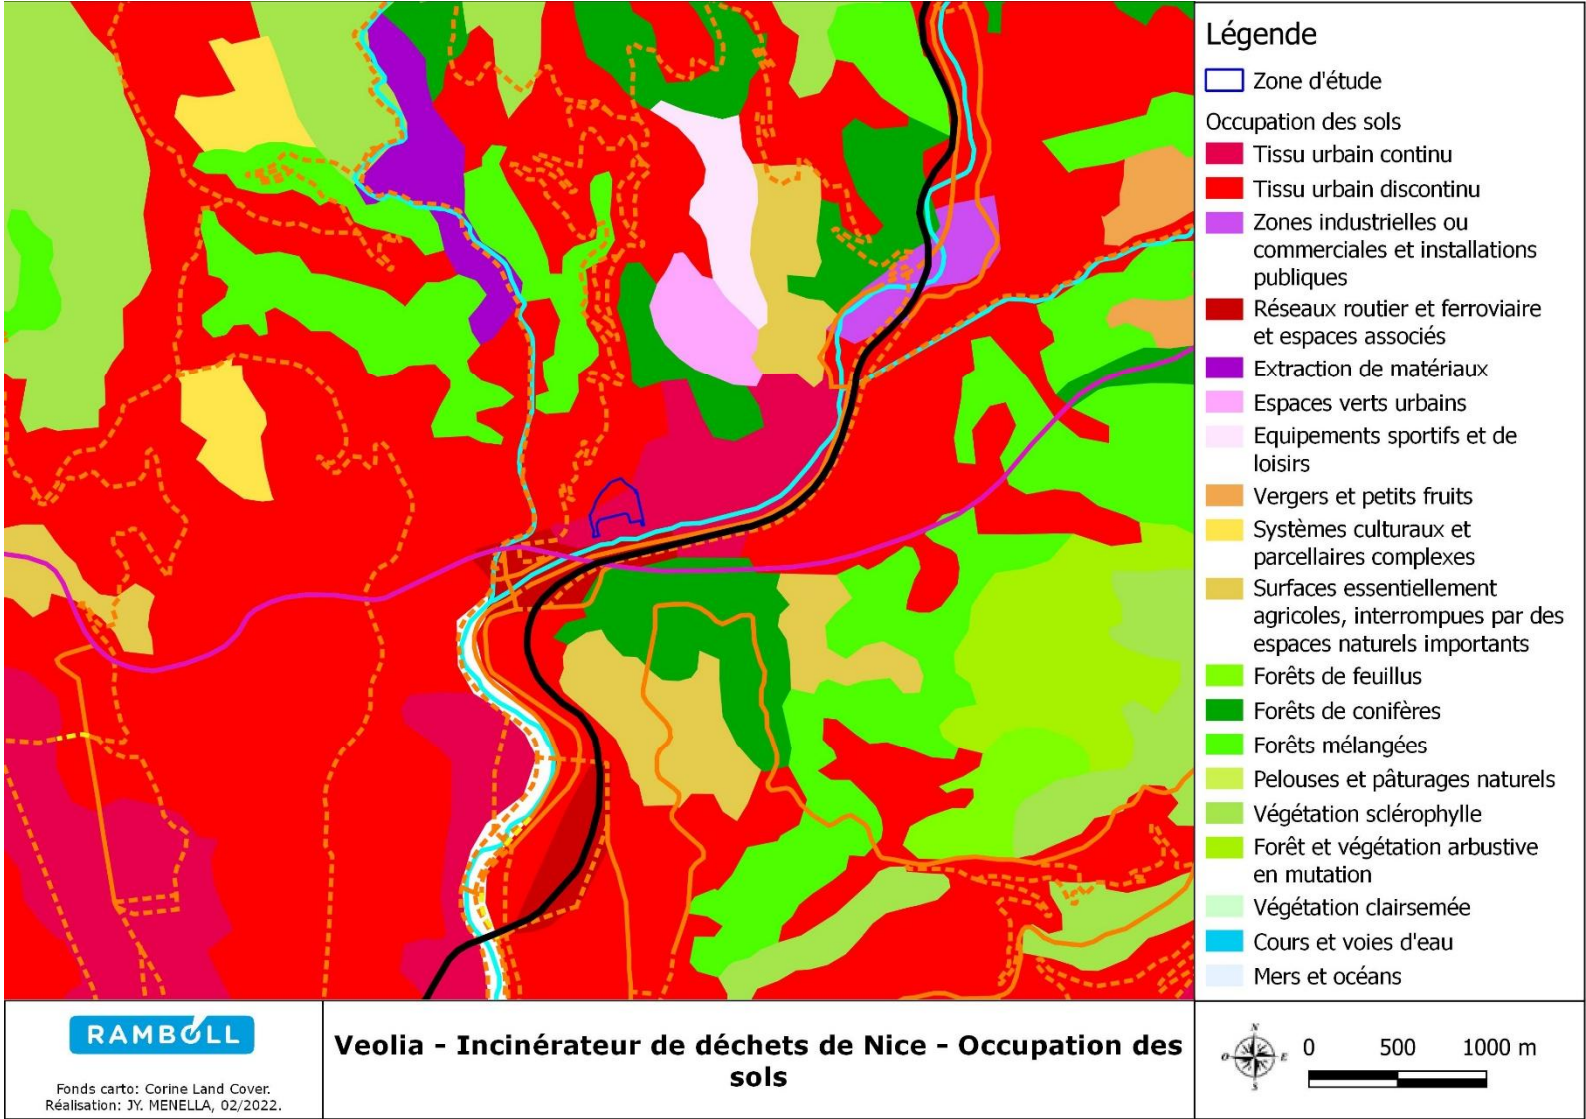 Légende
Zone d'étude
Occupation des sols
Tissu urbain continu
Tissu urbain discontinu
Zones industrielles ou
commerciales et installations
publiques
Réseaux routier et ferroviaire
et espaces associés
Extraction de matériaux
Espaces verts urbains
Equipements sportifs et de
loisirs
Vergers et petits fruits
Systèmes culturaux et
parcellaires complexes
Surfaces essentiellement
agricoles, interrompues par des
espaces naturels importants
Forêts de feuillus
Forêts de conifères
Forêts mélangées
Pelouses et pâturages naturels
Végétation sclérophylle
Forêt et végétation arbustive
en mutation
Végétation clairsemée
Cours et voies d'eau
Mers et océans
RAMBOLL
Fonds carto: Corine Land Cover.
Réalisation: JY. MENELLA, 02/2022.
Veolia - Incinérateur de déchets de Nice - Occupation des
sols
N
O E
S
0 500 1000 m